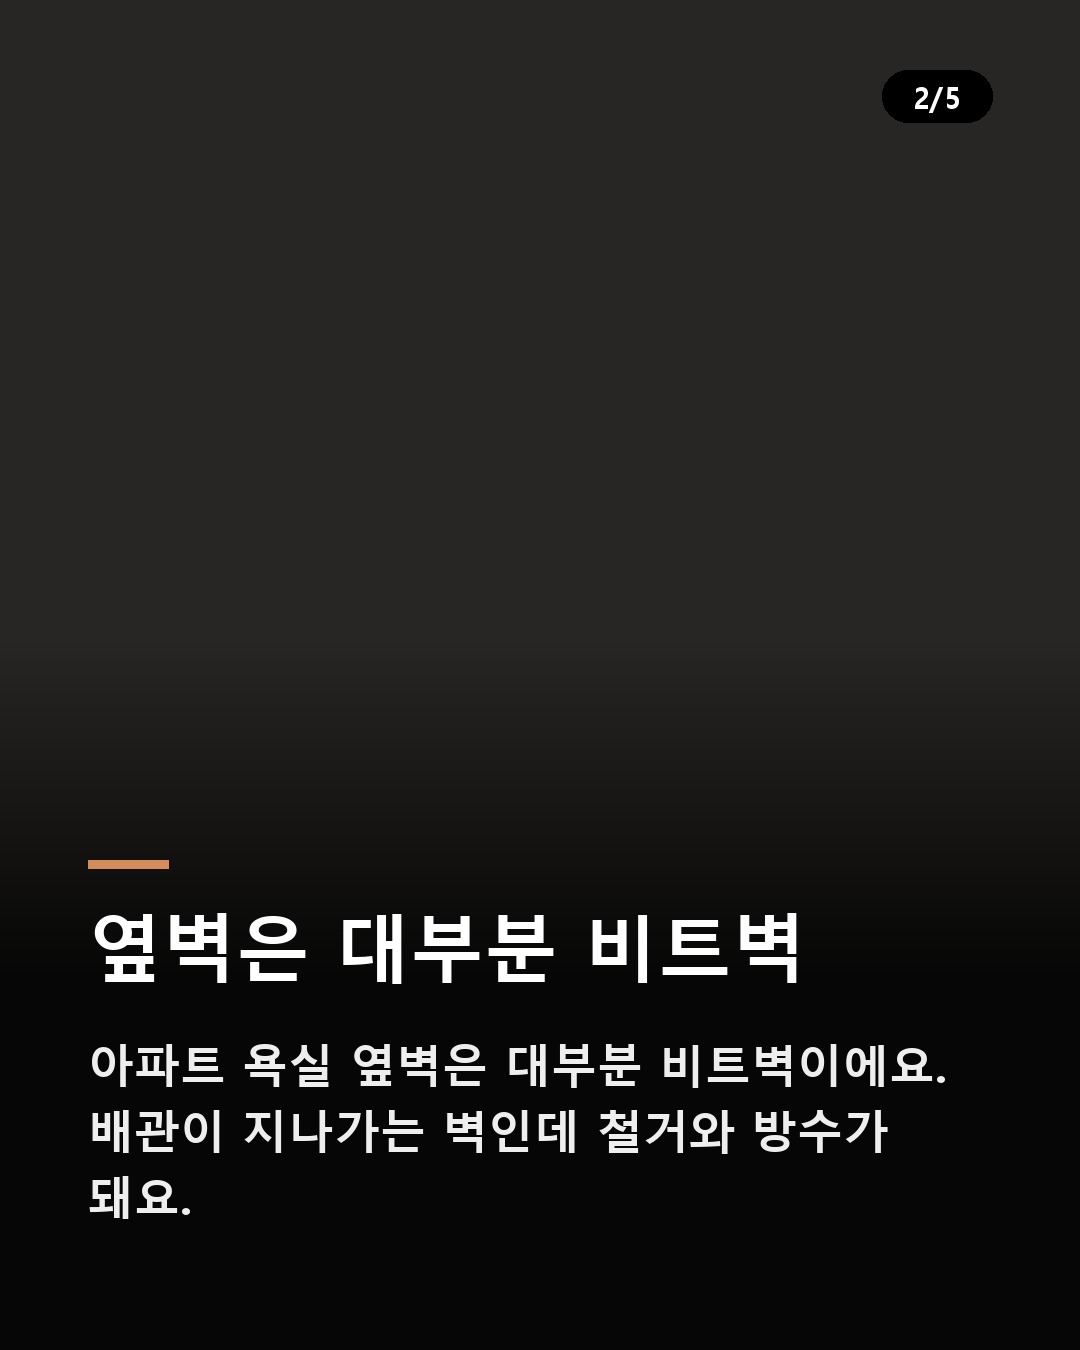 2/5
옆벽은 대부분 비트벽
아파트 욕실 옆벽은 대부분 비트벽이에요.
배관이 지나가는 벽인데 철거와 방수가
돼요.